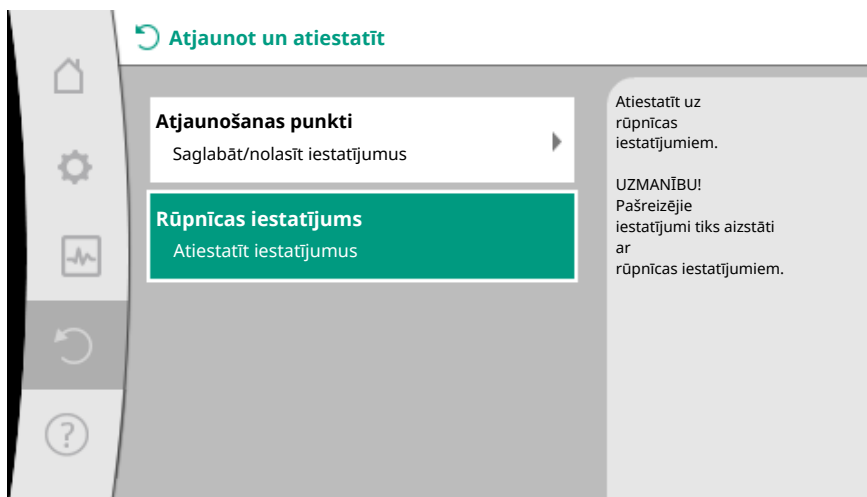 Atjaunot un atiestatīt
Atjaunošanas punkti
Saglabāt/nolasīt iestatījumus
Rūpnīcas iestatījums
Atiestatīt iestatījumus
Atiestatīt uz
rūpnīcas
iestatījumiem.
UZMANĪBU!
Pašreizējie
iestatījumi tiks aizstāti
ar
rūpnīcas iestatījumiem.
?